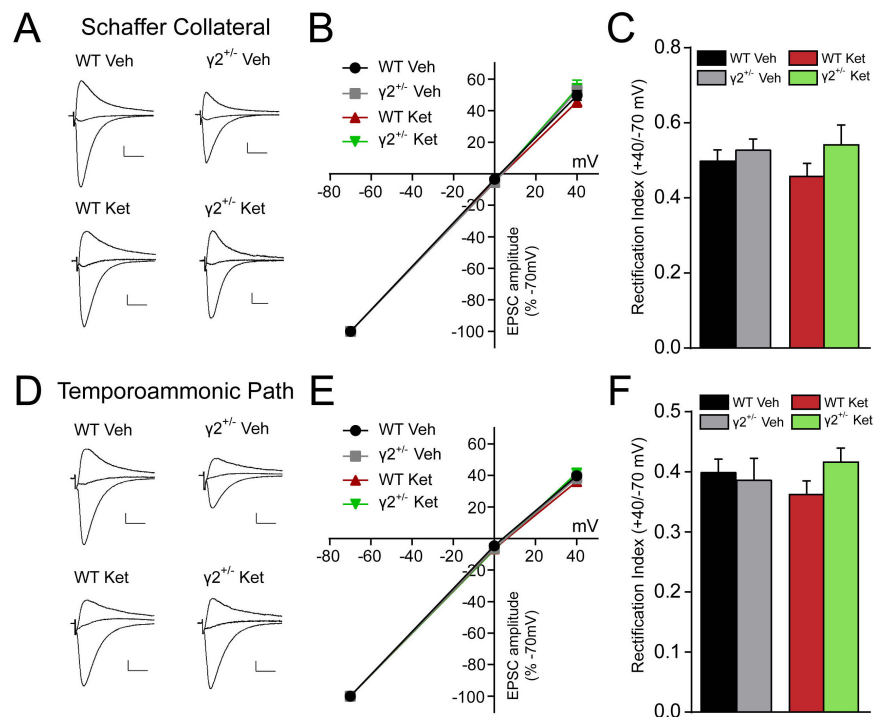 A
Schaffer Collateral
WT Veh
γ2+/- Veh
WT Ket
γ2+/- Ket
B
WT Veh
γ2+/- Veh
WT Ket
γ2+/- Ket
60
40
20
mV
-80 -60 -40 -20 20 40
-20
-40
-60
-80
-100
EPSC amplitude
(% -70mV)
C
WT Veh WT Ket
γ2+/- Veh γ2+/- Ket
Rectification Index (+40/-70 mV)
0.8
0.6
0.4
0.2
0.0
D
Temporoammonic Path
WT Veh
γ2+/- Veh
WT Ket
γ2+/- Ket
E
WT Veh
γ2+/- Veh
WT Ket
γ2+/- Ket
60
40
20
mV
-80 -60 -40 -20 20 40
-20
-40
-60
-80
-100
EPSC amplitude
(% -70mV)
F
WT Veh WT Ket
γ2+/- Veh γ2+/- Ket
Rectification Index (+40/-70 mV)
0.5
0.4
0.3
0.2
0.1
0.0